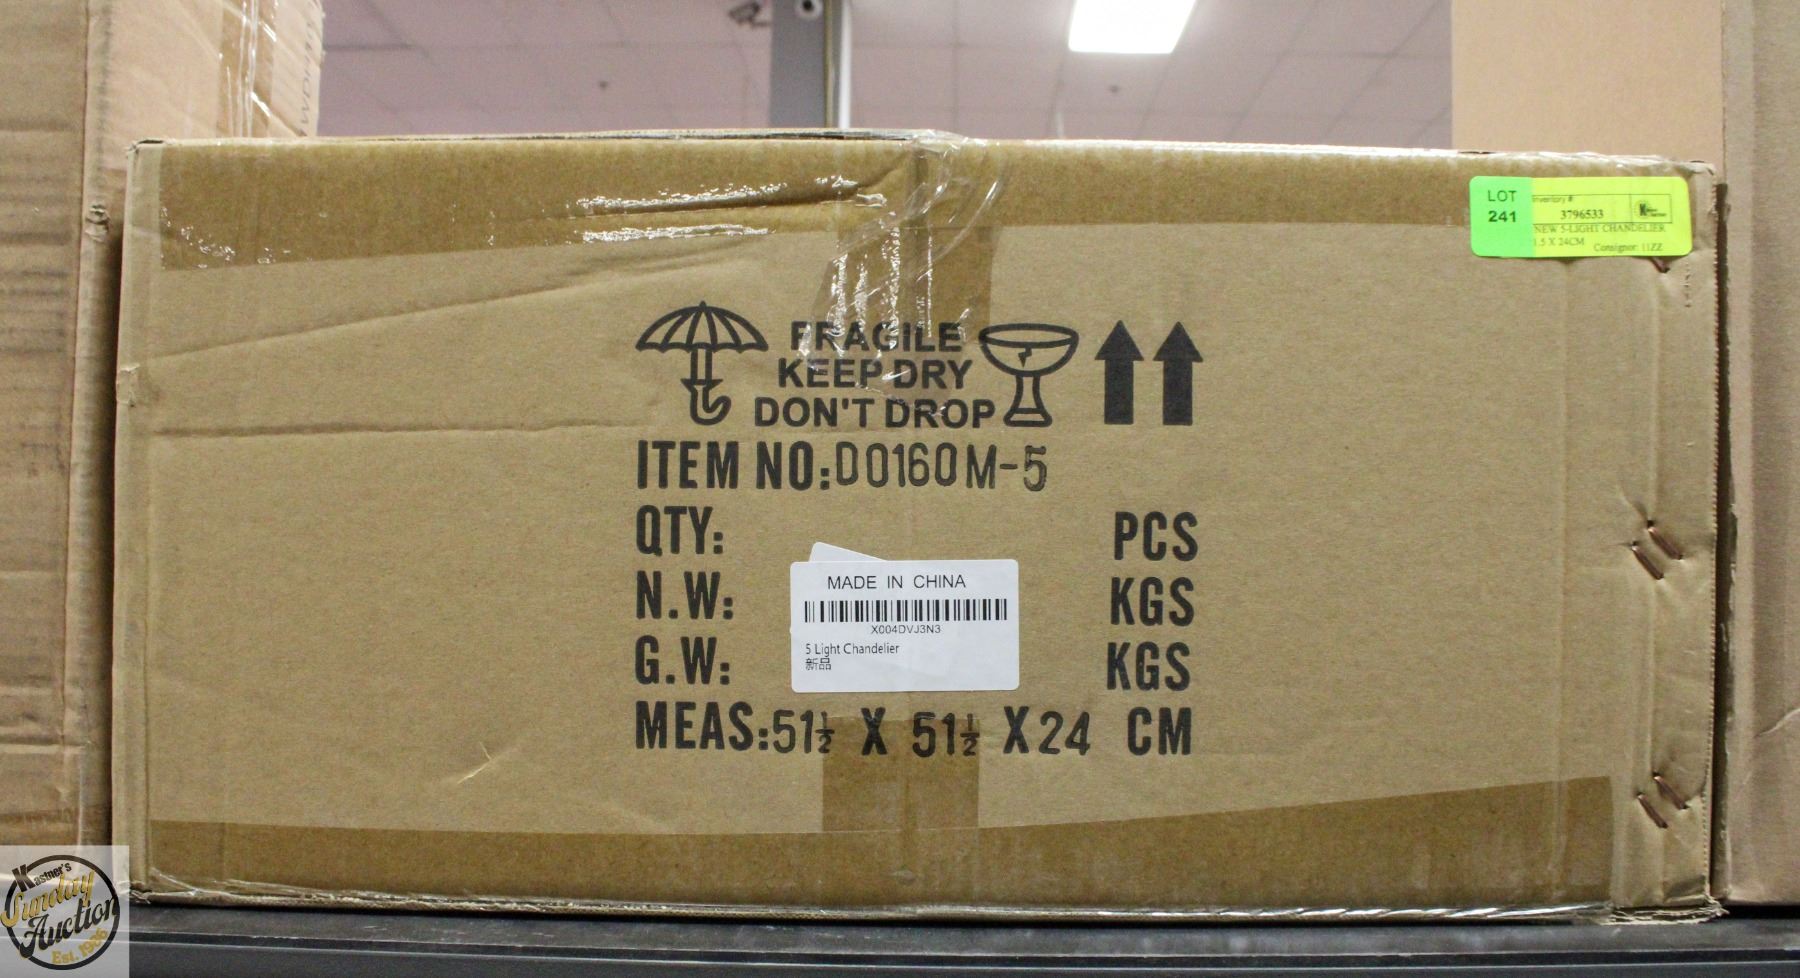 LOT
241
Inventory #
3796533
NEW 5-LIGHT CHANDELIER
1.5 X 24CM Consignor: 11ZZ
FRAGILE
KEEP DRY
DON'T DROP
ITEM NO:D0160M-5
QTY: PCS
N.W: KGS
G.W: KGS
MEAS:51½ X 51½ X 24 CM
MADE IN CHINA
X004DVJ3N3
5 Light Chandelier
新品
Kastner's
Sunday
Auction
Est. 1986